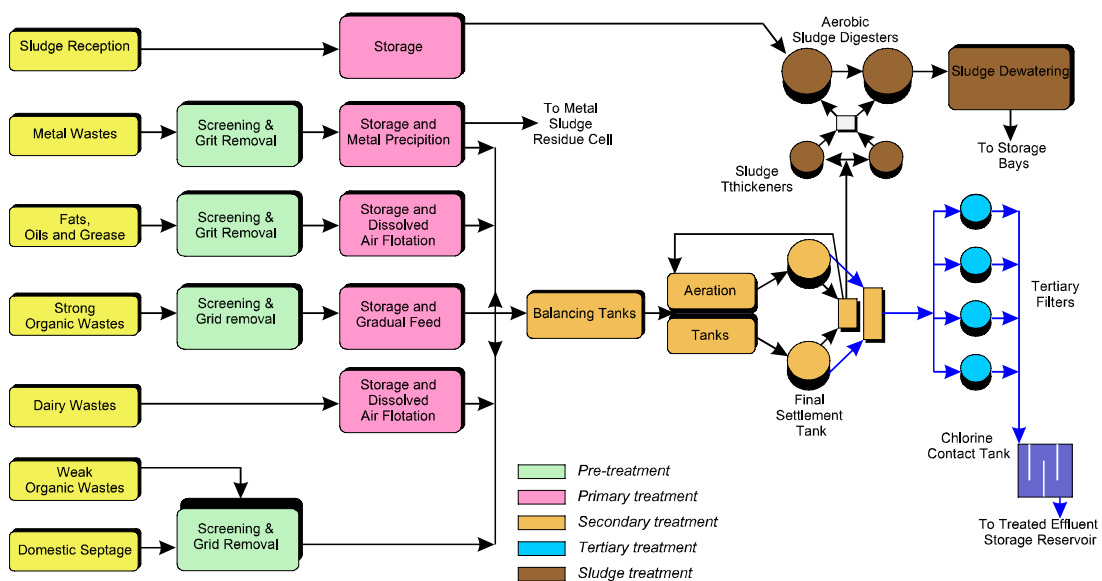 Sludge Reception
Storage
Aerobic
Sludge Digesters
Sludge Dewatering
To Storage
Bays
Metal Wastes
Screening &
Grit Removal
Storage and
Metal Precipition
To Metal
Sludge
Residue Cell
Sludge
Tthickeners
Fats,
Oils and Grease
Screening &
Grit Removal
Storage and
Dissolved
Air Flotation
Strong
Organic Wastes
Screening &
Grid removal
Storage and
Gradual Feed
Balancing Tanks
Aeration
Tanks
Final
Settlement
Tank
Tertiary
Filters
Dairy Wastes
Storage and
Dissolved
Air Flotation
Weak
Organic Wastes
Domestic Septage
Screening &
Grid Removal
Chlorine
Contact Tank
To Treated Effluent
Storage Reservoir
Pre-treatment
Primary treatment
Secondary treatment
Tertiary treatment
Sludge treatment